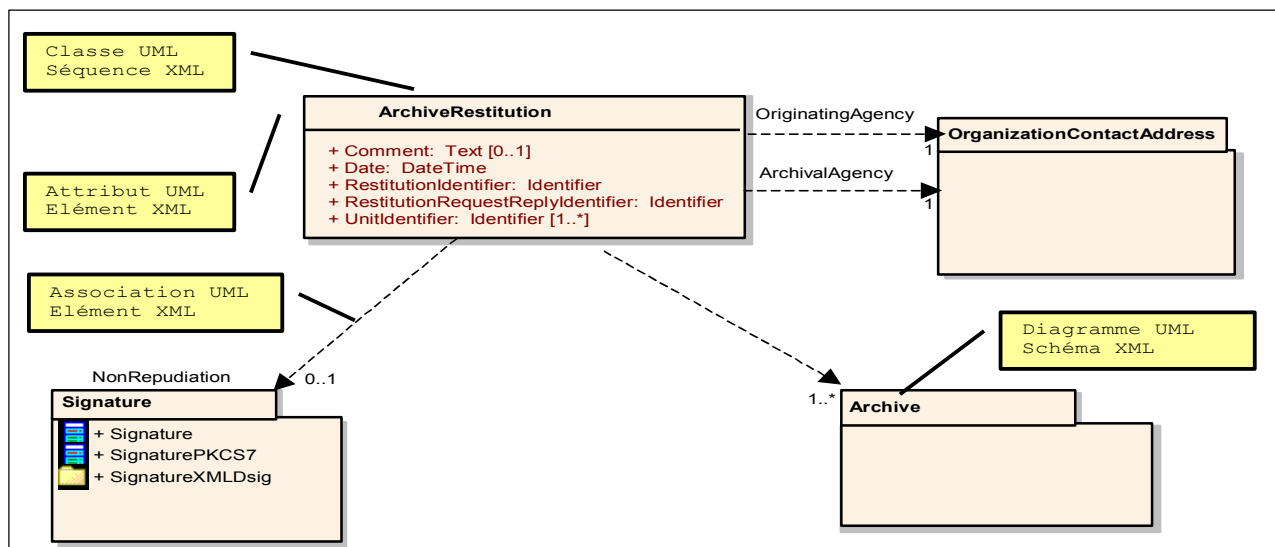 Classe UML
Séquence XML
ArchiveRestitution
+ Comment: Text [0..1]
+ Date: DateTime
+ RestitutionIdentifier: Identifier
+ RestitutionRequestReplyIdentifier: Identifier
+ UnitIdentifier: Identifier [1..*]
OriginatingAgency
1
ArchivalAgency
1
OrganizationContactAddress
Attribut UML
Elément XML
Association UML
Elément XML
Diagramme UML
Schéma XML
NonRepudiation
0..1
Signature
+ Signature
+ SignaturePKCS7
+ SignatureXMLDsig
1..*
Archive